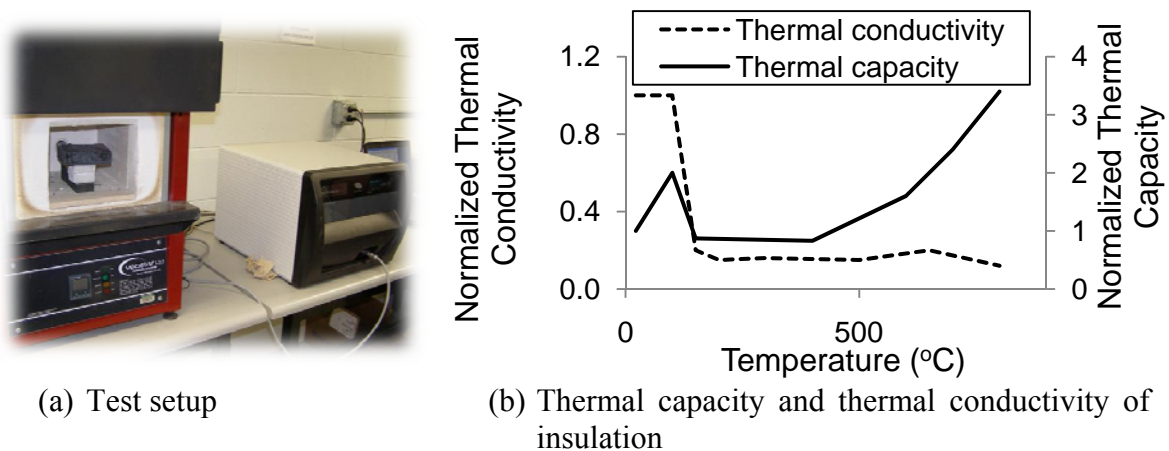 Thermal conductivity
Thermal capacity
Normalized Thermal
Conductivity
1.2
0.8
0.4
0.0
4
3
2
1
0
Normalized Thermal
Capacity
0
500
Temperature (ºC)
(a) Test setup
(b) Thermal capacity and thermal conductivity of
insulation